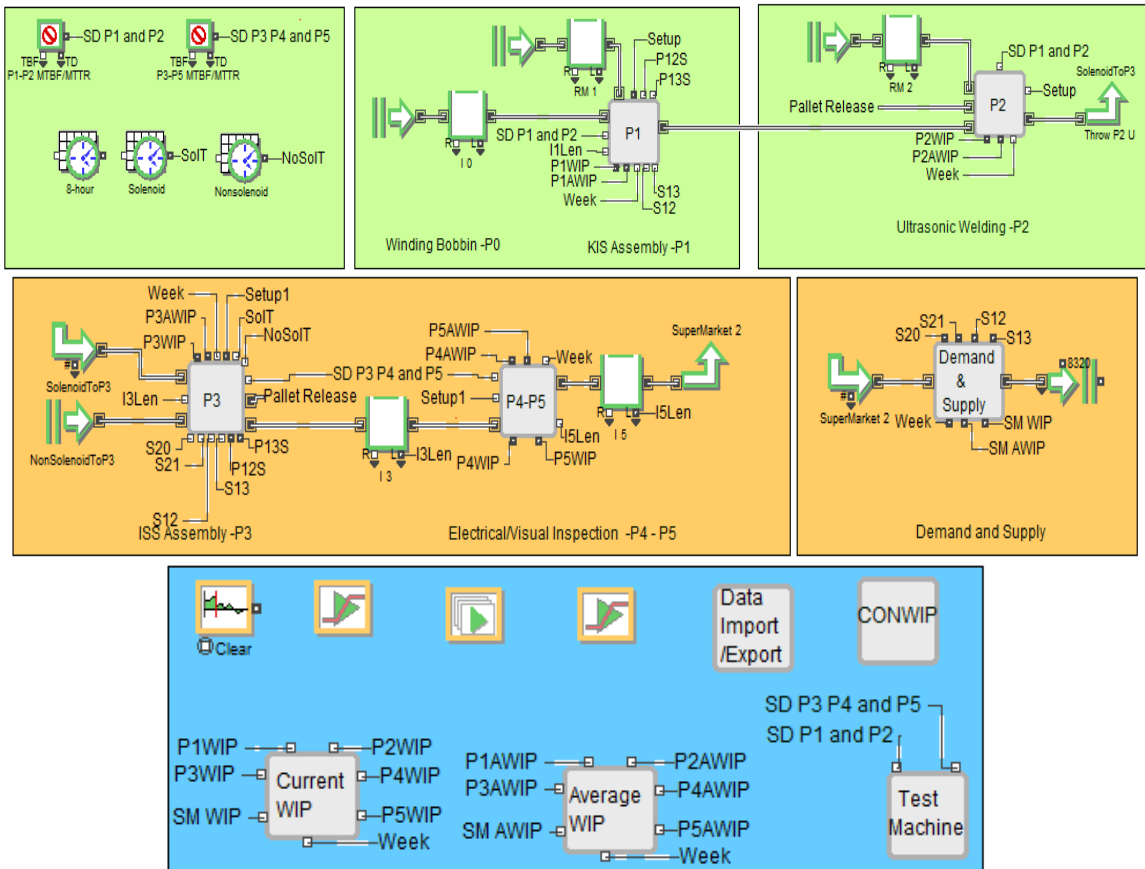 SD P1 and P2
SD P3 P4 and P5
TBF TD
P1-P2 MTBF/MTTR
TBF TD
P3-P5 MTBF/MTTR
8-hour
Solenoid
SolT
Nonsolenoid
NoSolT
R L
RM 1
Setup
P12S
P13S
R L
I 0
P1
SD P1 and P2
I1Len
P1WIP
P1AWIP
Week
S13
S12
Winding Bobbin -P0
KIS Assembly -P1
R L
RM 2
SD P1 and P2
Setup
SolenoidToP3
Pallet Release
P2
Throw P2 U
P2WIP
P2AWIP
Week
Ultrasonic Welding -P2
Week
Setup1
P3AWIP
SolT
P3WIP
NoSolT
#
SolenoidToP3
I3Len
P3
SD P3 P4 and P5
Pallet Release
NonSolenoidToP3
S20
S21
P13S
P12S
S13
S12
R L
I3Len
I 3
P5AWIP
P4AWIP
Week
Setup1
P4-P5
I5Len
P4WIP
P5WIP
R L
I5Len
I 5
SuperMarket 2
ISS Assembly -P3
Electrical/Visual Inspection -P4 - P5
S12
S21
S20
S13
#
SuperMarket 2
Demand
&
Supply
8320
Week
SM WIP
SM AWIP
Demand and Supply
Clear
Data
Import
/Export
CONWIP
P1WIP
P2WIP
P3WIP
P4WIP
SM WIP
P5WIP
Current
WIP
Week
P1AWIP
P2AWIP
P3AWIP
P4AWIP
SM AWIP
P5AWIP
Average
WIP
Week
SD P3 P4 and P5
SD P1 and P2
Test
Machine